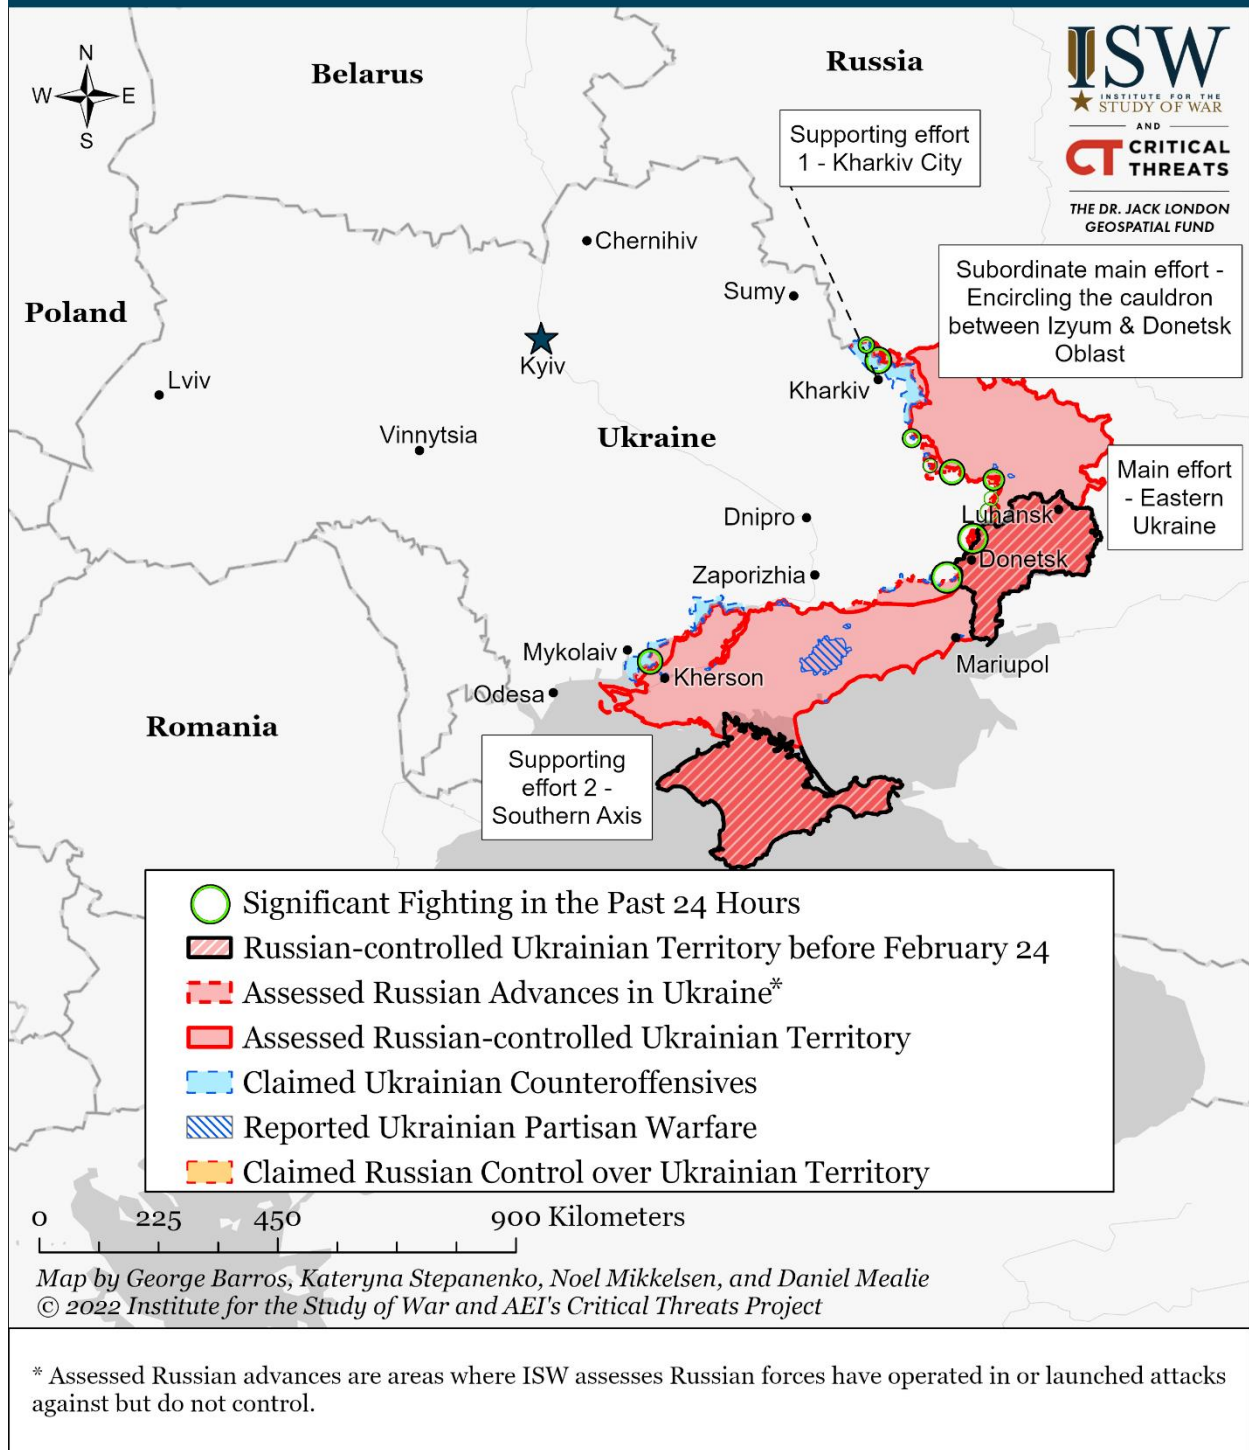 N
W
E
S
Belarus
Russia
ISW
INSTITUTE FOR THE
STUDY OF WAR
AND
CT CRITICAL
THREATS
THE DR. JACK LONDON
GEOSPATIAL FUND
Supporting effort
1 - Kharkiv City
Chernihiv
Sumy
Subordinate main effort -
Encircling the cauldron
between Izyum & Donetsk
Oblast
Poland
Kyiv
Lviv
Kharkiv
Vinnytsia
Ukraine
Main effort
- Eastern
Ukraine
Dnipro
Luhansk
Donetsk
Zaporizhia
Mykolaiv
Mariupol
Kherson
Odesa
Romania
Supporting
effort 2 -
Southern Axis
Significant Fighting in the Past 24 Hours
Russian-controlled Ukrainian Territory before February 24
Assessed Russian Advances in Ukraine*
Assessed Russian-controlled Ukrainian Territory
Claimed Ukrainian Counteroffensives
Reported Ukrainian Partisan Warfare
Claimed Russian Control over Ukrainian Territory
0 225 450 900 Kilometers
Map by George Barros, Kateryna Stepanenko, Noel Mikkelsen, and Daniel Mealie
© 2022 Institute for the Study of War and AEI's Critical Threats Project
* Assessed Russian advances are areas where ISW assesses Russian forces have operated in or launched attacks
against but do not control.